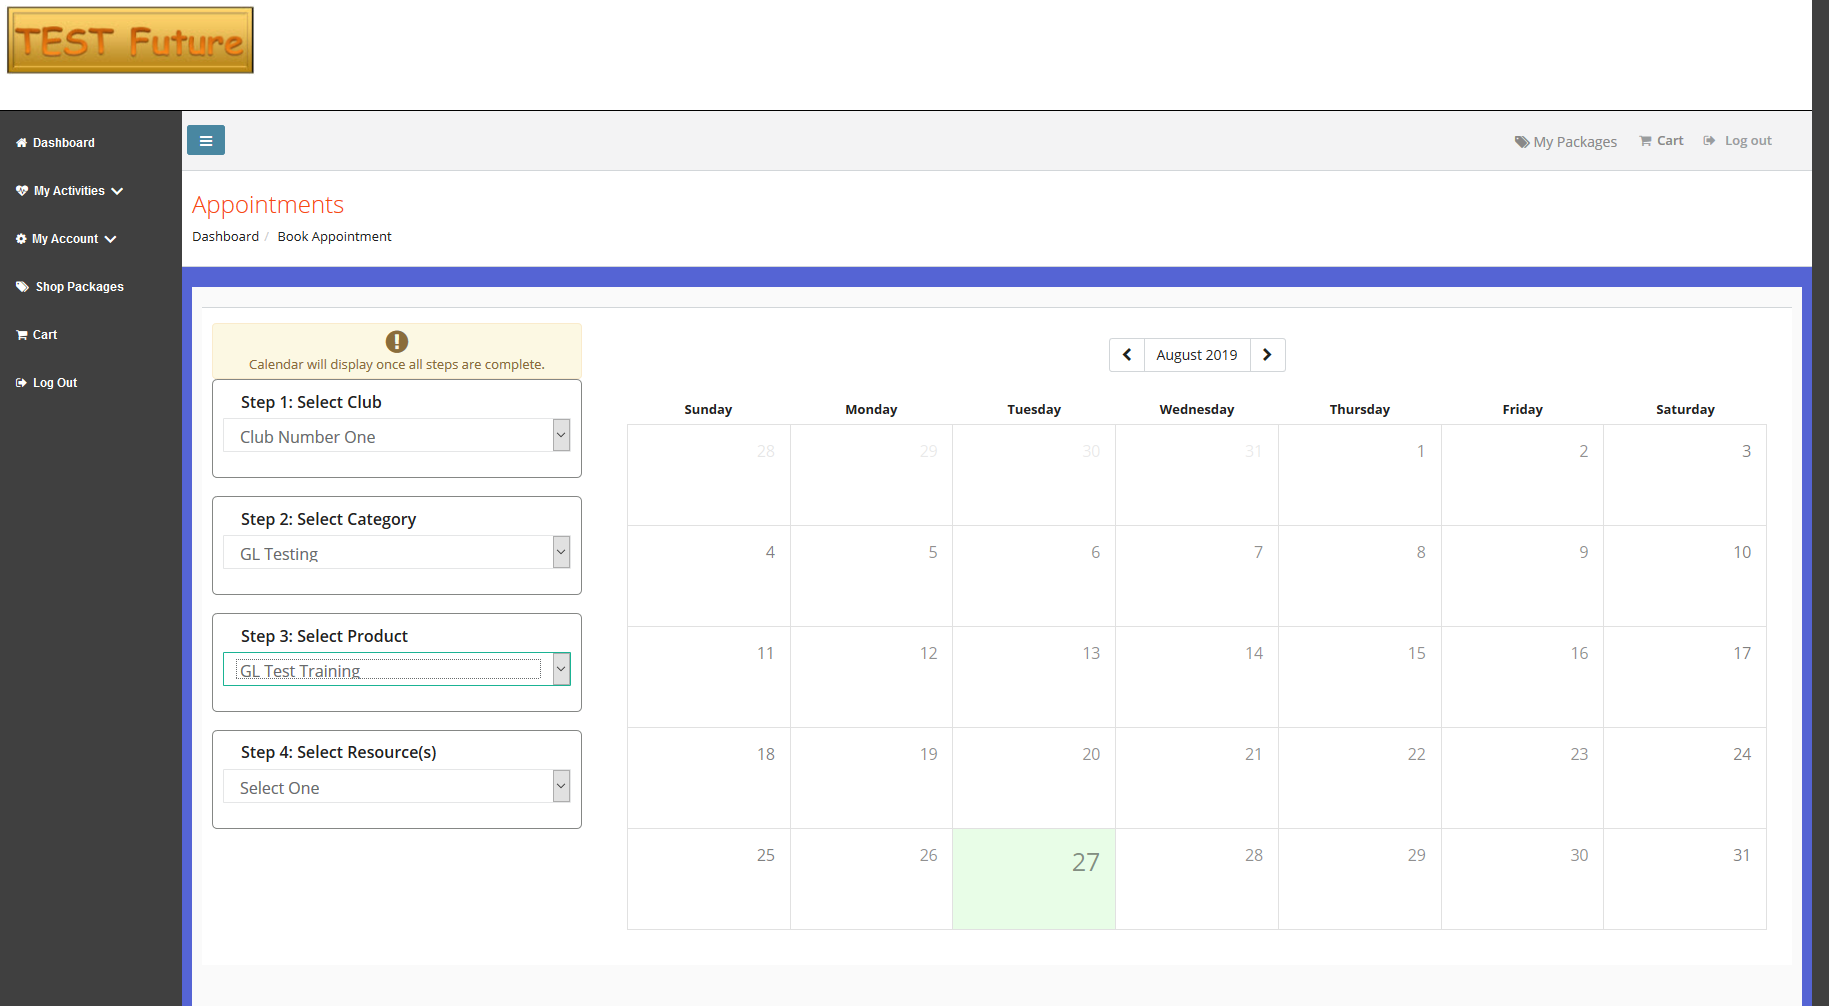 TEST Future
Dashboard
My Activities
My Account
Shop Packages
Cart
Log Out
My Packages Cart Log out
Appointments
Dashboard / Book Appointment
Calendar will display once all steps are complete.
Step 1: Select Club
Club Number One
Step 2: Select Category
GL Testing
Step 3: Select Product
GL Test Training
Step 4: Select Resource(s)
Select One
August 2019
Sunday Monday Tuesday Wednesday Thursday Friday Saturday
28 29 30 31 1 2 3
4 5 6 7 8 9 10
11 12 13 14 15 16 17
18 19 20 21 22 23 24
25 26 27 28 29 30 31